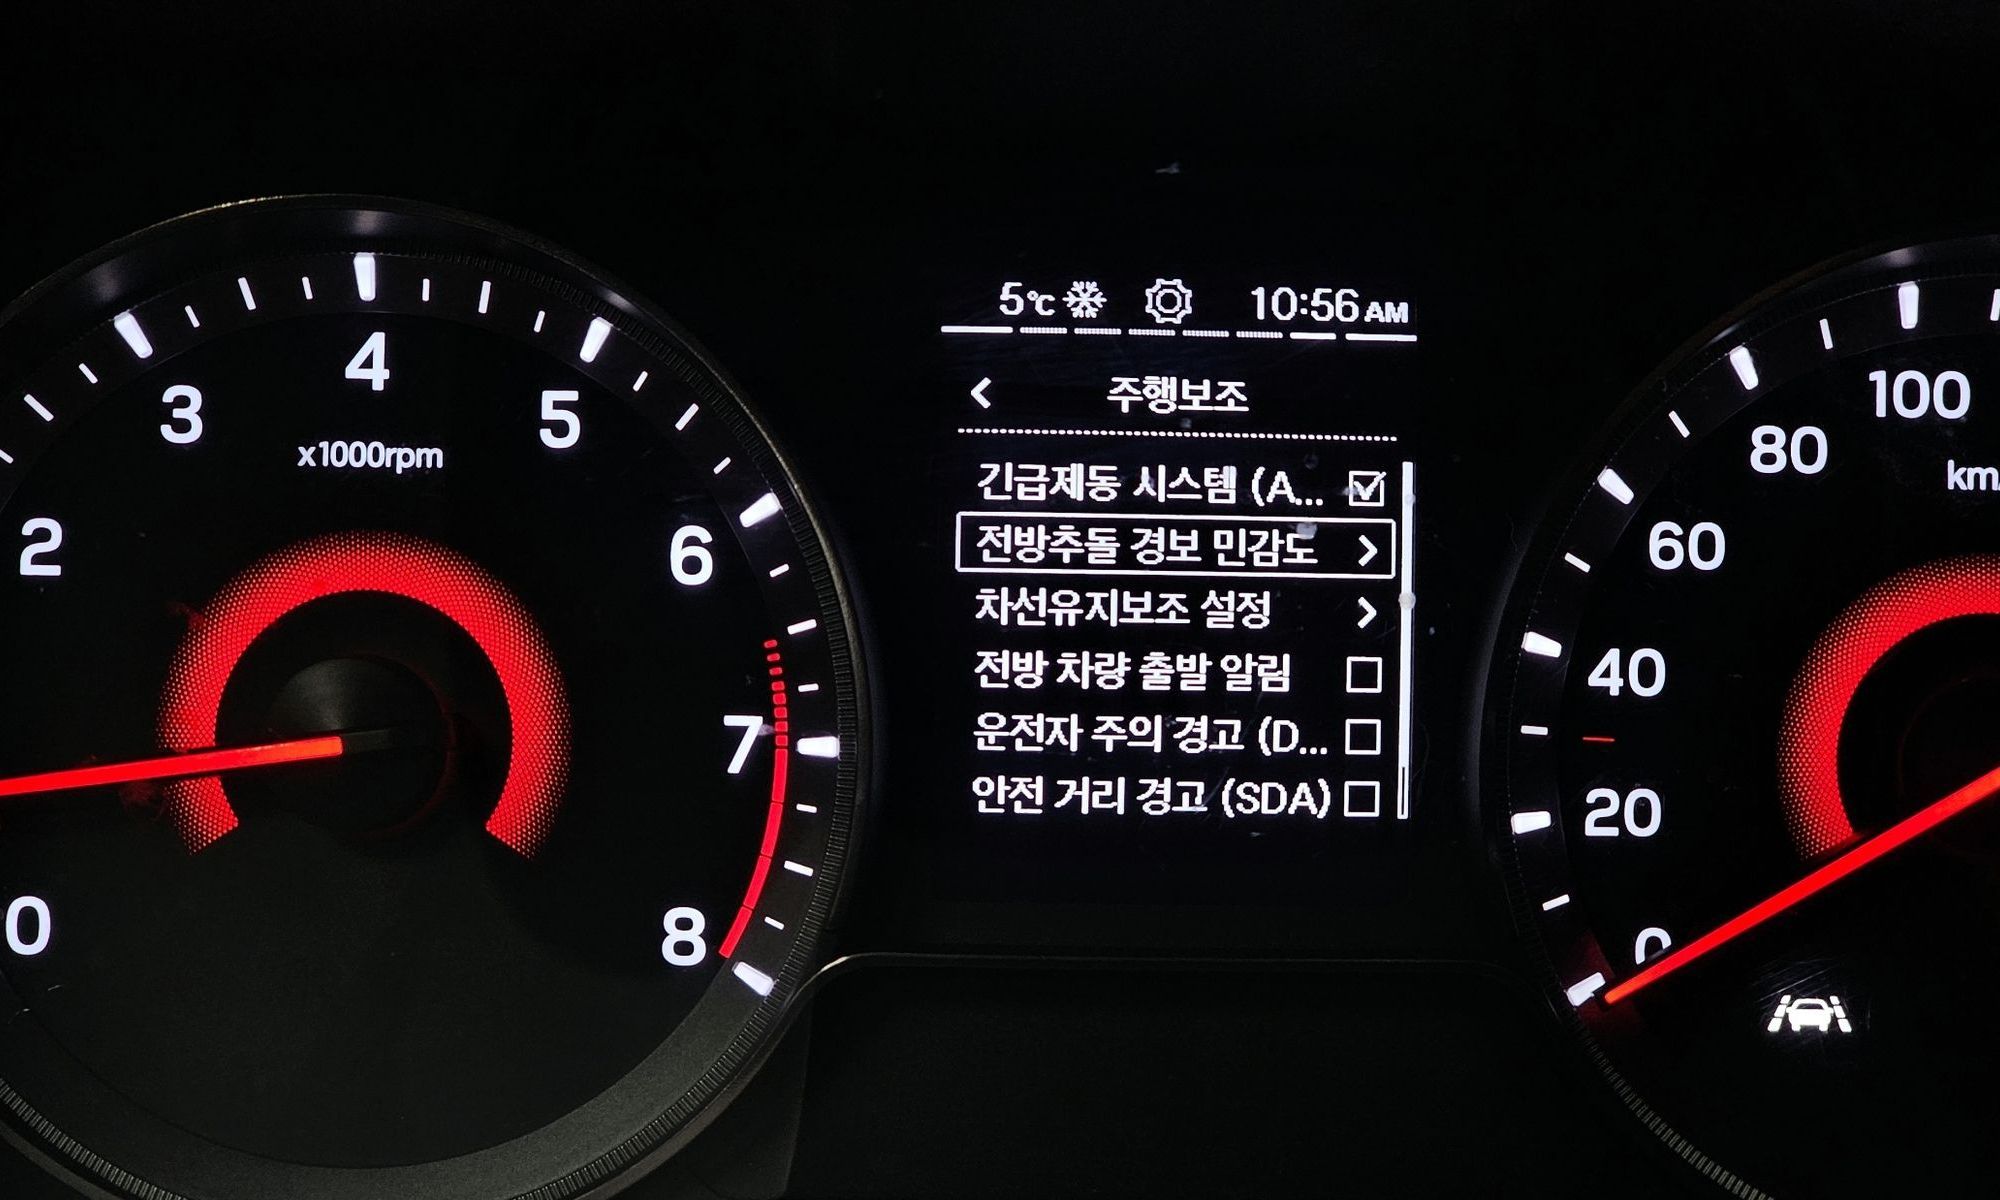 5℃ 10:56 AM
주행보조
긴급제동 시스템 (A...
전방추돌 경보 민감도
차선유지보조 설정
전방 차량 출발 알림
운전자 주의 경고 (D...
안전 거리 경고 (SDA)
0
2
3
4
5
6
7
8
x1000rpm
0
20
40
60
80
100
km/